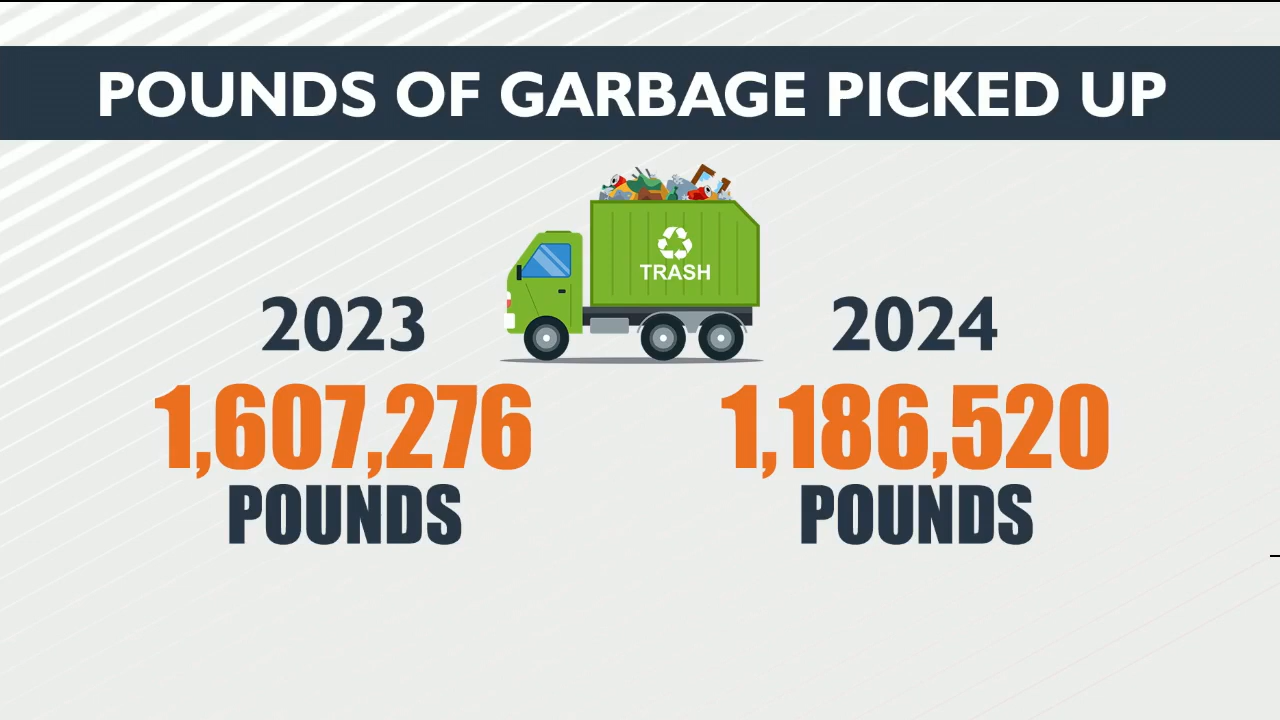 POUNDS OF GARBAGE PICKED UP
TRASH
2023
1,607,276
POUNDS
2024
1,186,520
POUNDS